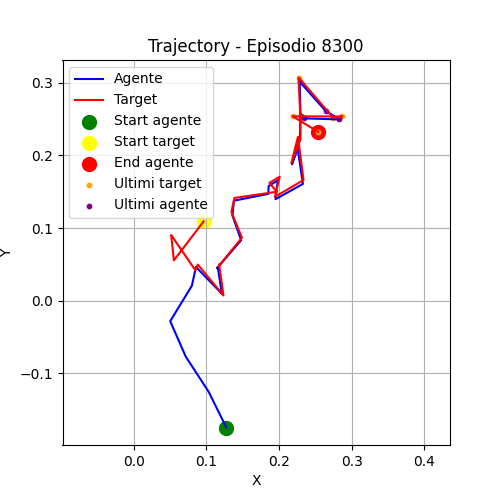 Trajectory - Episodio 8300
Agente
Target
Start agente
Start target
End agente
Ultimi target
Ultimi agente
0.3
0.2
0.1
0.0
−0.1
Y
0.0
0.1
0.2
0.3
0.4
X